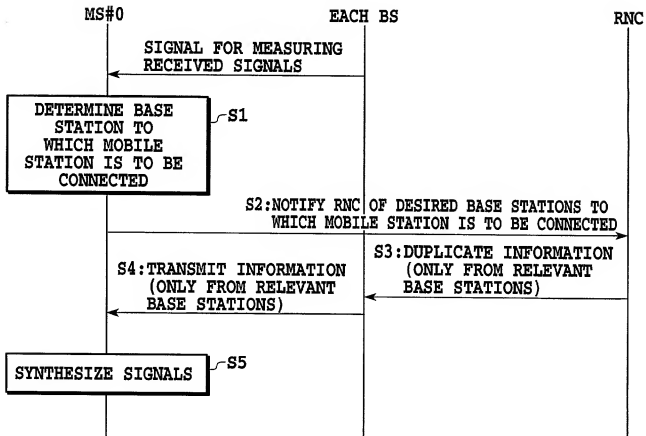 MS#0
EACH BS
RNC
SIGNAL FOR MEASURING
RECEIVED SIGNALS
DETERMINE BASE
STATION TO
WHICH MOBILE
STATION IS TO BE
CONNECTED
S1
S2:NOTIFY RNC OF DESIRED BASE STATIONS TO
WHICH MOBILE STATION IS TO BE CONNECTED
S3:DUPLICATE INFORMATION
(ONLY FROM RELEVANT
BASE STATIONS)
S4:TRANSMIT INFORMATION
(ONLY FROM RELEVANT
BASE STATIONS)
SYNTHESIZE SIGNALS
S5